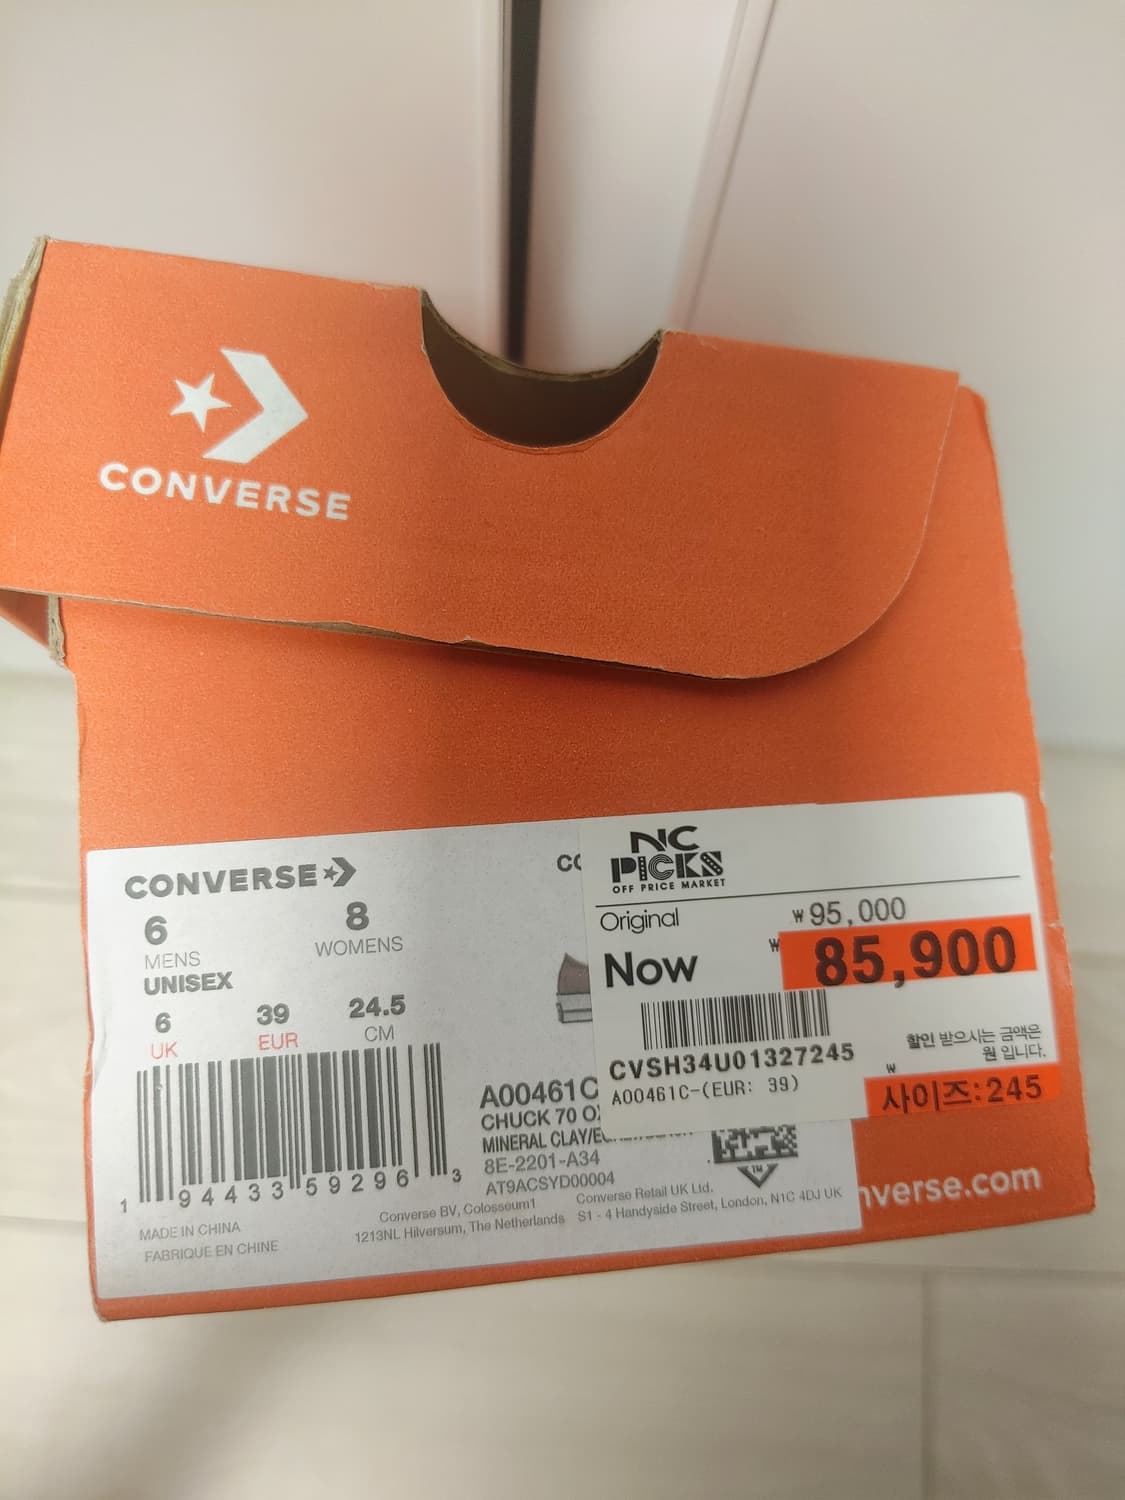 CONVERSE
CONVERSE
6
MENS
UNISEX
8
WOMENS
6
UK
39
EUR
24.5
CM
1 94433 59296 3
MADE IN CHINA
FABRIQUE EN CHINE
A00461C
CHUCK 70
MINERAL CLAY
8E-2201-A34
AT9ACSYD00004
Converse BV, Colosseum1
1213NL Hilversum, The Netherlands
Converse Retail UK Ltd.
S1 - 4 Handyside Street, London, N1C 4DJ UK
NC
PICKS
OFF PRICE MARKET
Original ₩95,000
Now ₩85,900
CVSH34U01327245
A00461C-(EUR: 39)
할인 받으시는 금액은
원 입니다.
₩
사이즈:245
nverse.com
TM